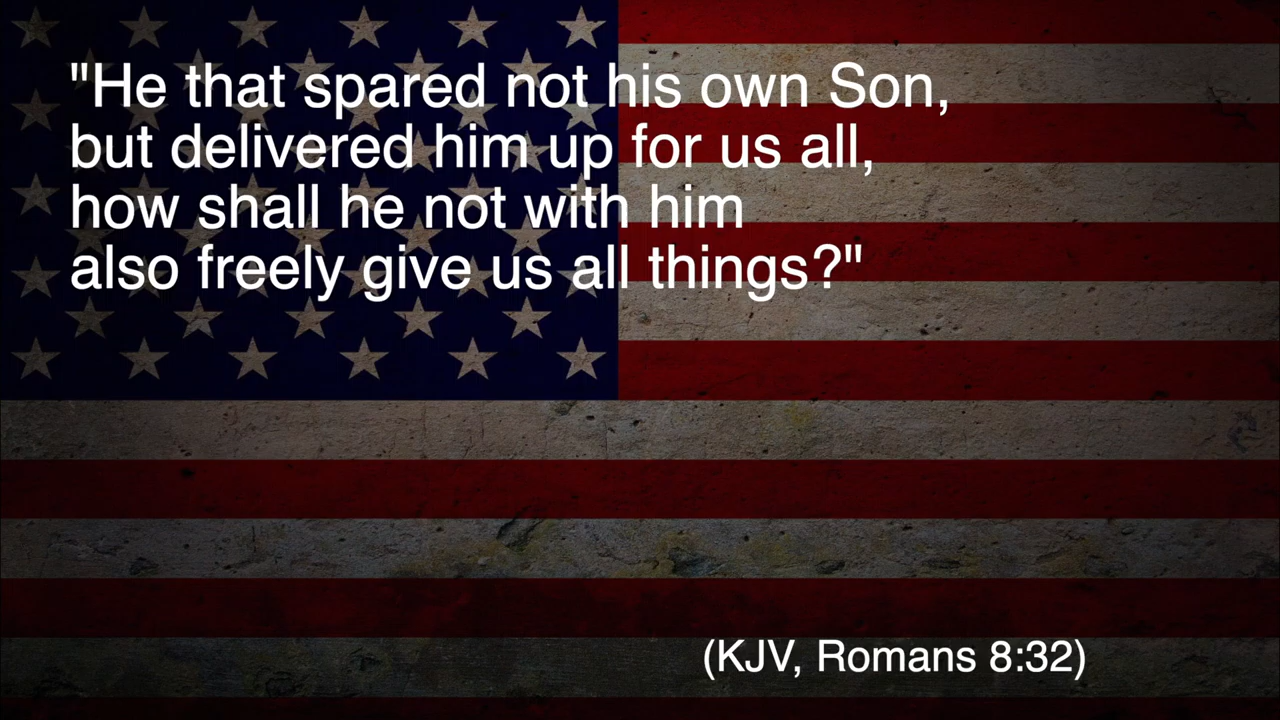 "He that spared not his own Son,
but delivered him up for us all,
how shall he not with him
also freely give us all things?"
(KJV, Romans 8:32)